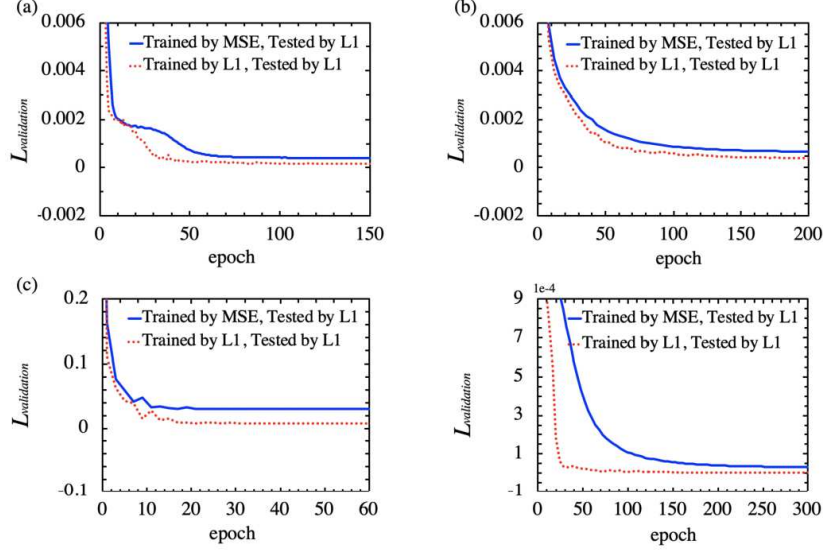 (a)
0.006
0.004
0.002
0
-0.002
Lvalidation
Trained by MSE, Tested by L1
Trained by L1, Tested by L1
0 50 100 150
epoch
(b)
0.006
0.004
0.002
0
-0.002
Lvalidation
Trained by MSE, Tested by L1
Trained by L1, Tested by L1
0 50 100 150 200
epoch
(c)
0.2
0.1
0
-0.1
Lvalidation
Trained by MSE, Tested by L1
Trained by L1, Tested by L1
0 10 20 30 40 50 60
epoch
1e-4
9
7
5
3
1
-1
Lvalidation
Trained by MSE, Tested by L1
Trained by L1, Tested by L1
0 50 100 150 200 250 300
epoch